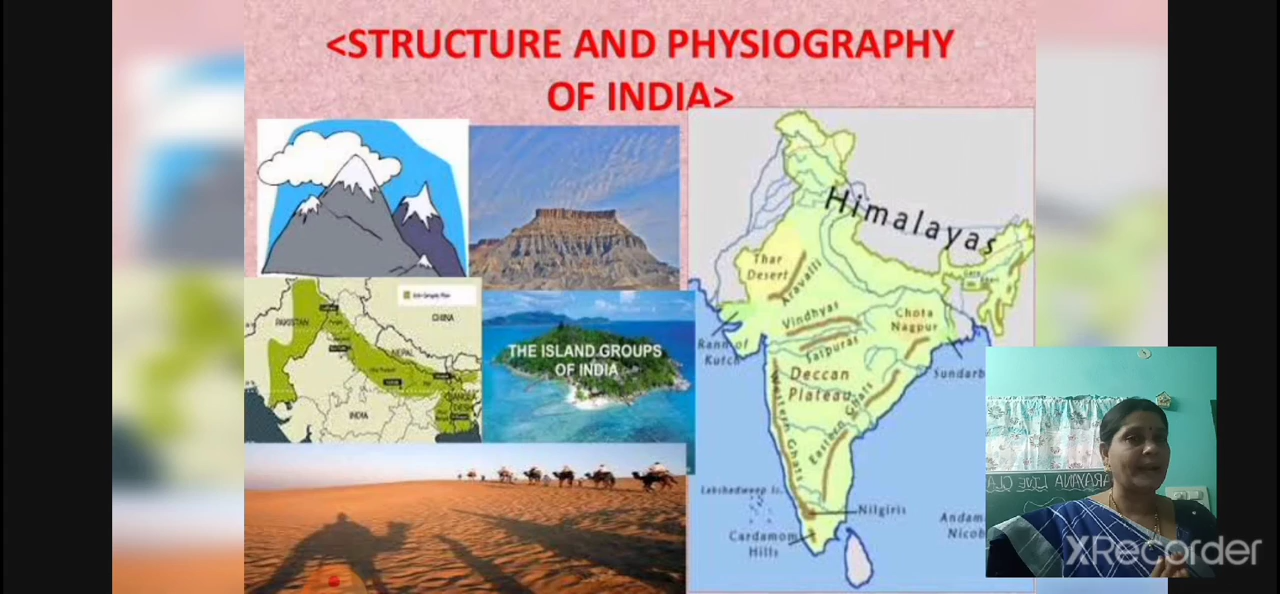 <STRUCTURE AND PHYSIOGRAPHY
OF INDIA>
PAKISTAN
CHINA
NEPAL
INDIA
THE ISLAND GROUPS
OF INDIA
Himalayas
Thar
Desert
Aravalli
Vindhyas
Satpuras
Chota
Nagpur
Rann of
Kutch
Deccan
Plateau
Sundarb
Western Ghats
Eastern Ghats
Lakshadweep Is.
Nilgiris
Cardamom
Hills
Andam
Nicob
XRecorder